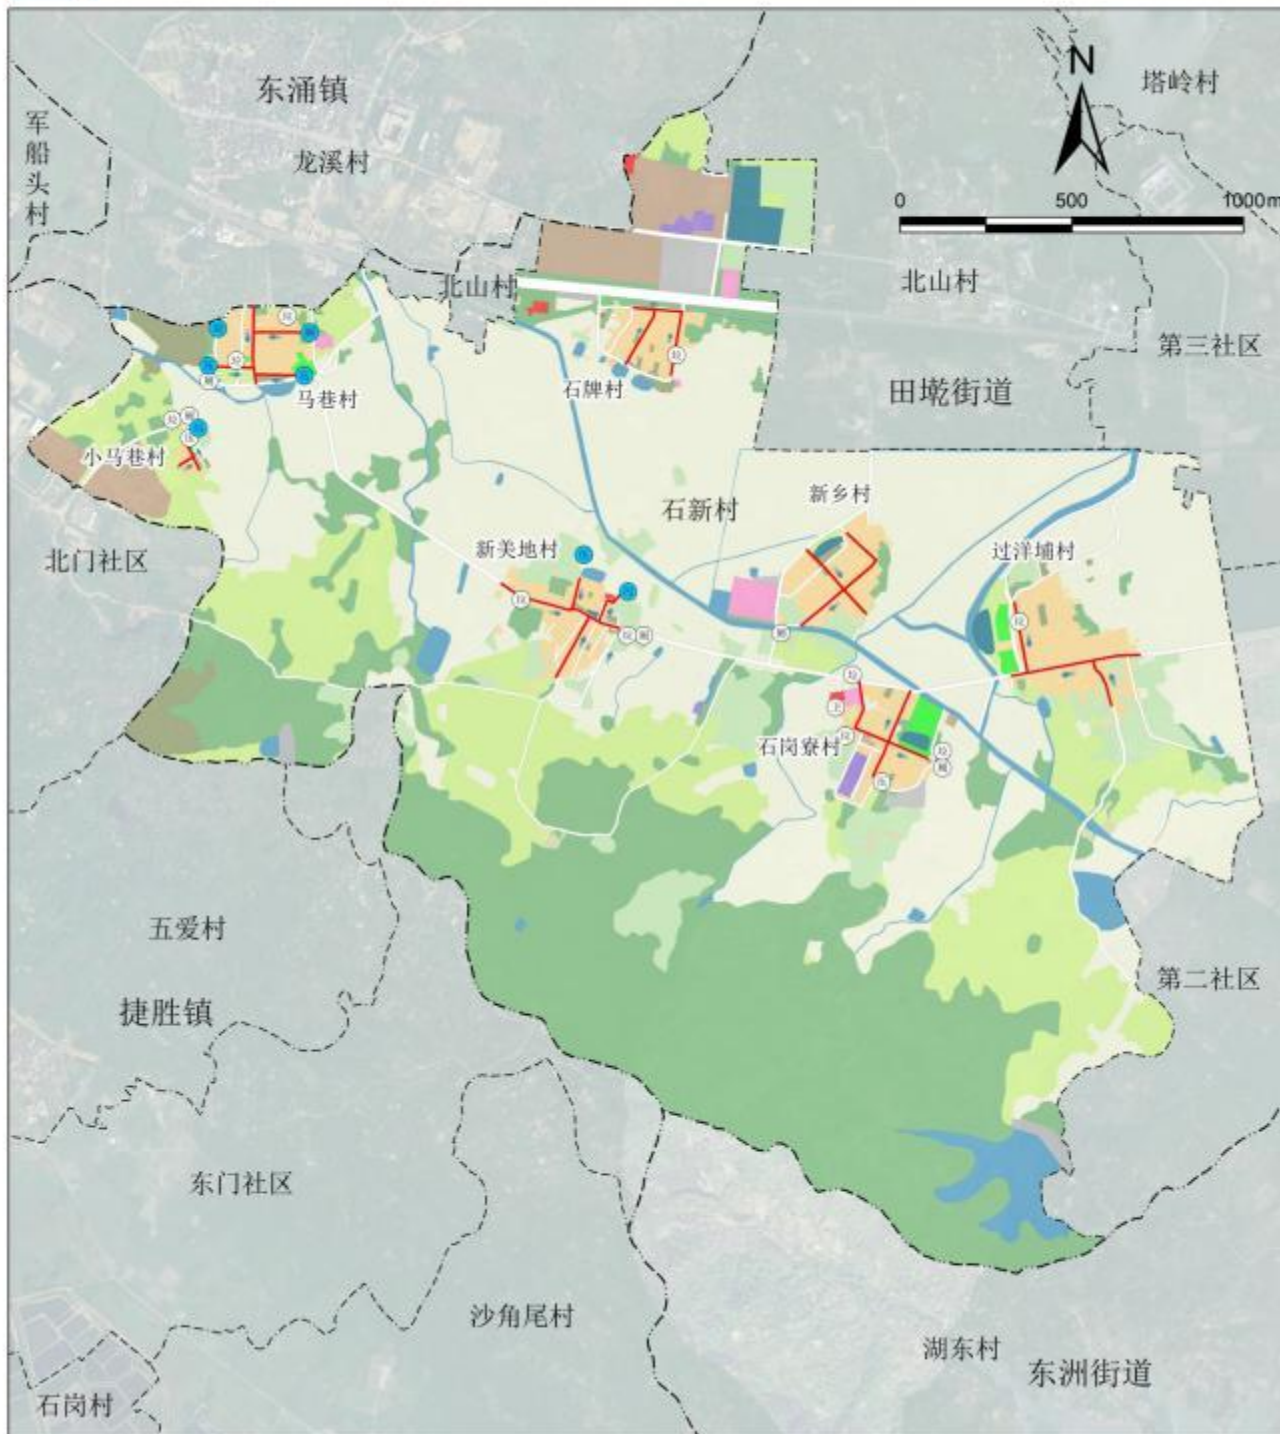 东涌镇
塔岭村
N
军船头村
龙溪村
0 500 1000m
北山村
北山村
第三社区
石牌村
田墘街道
马巷村
小马巷村
新乡村
石新村
新美地村
过洋埔村
北门社区
石岗寮村
五爱村
第二社区
捷胜镇
东门社区
沙角尾村
湖东村
东洲街道
石岗村